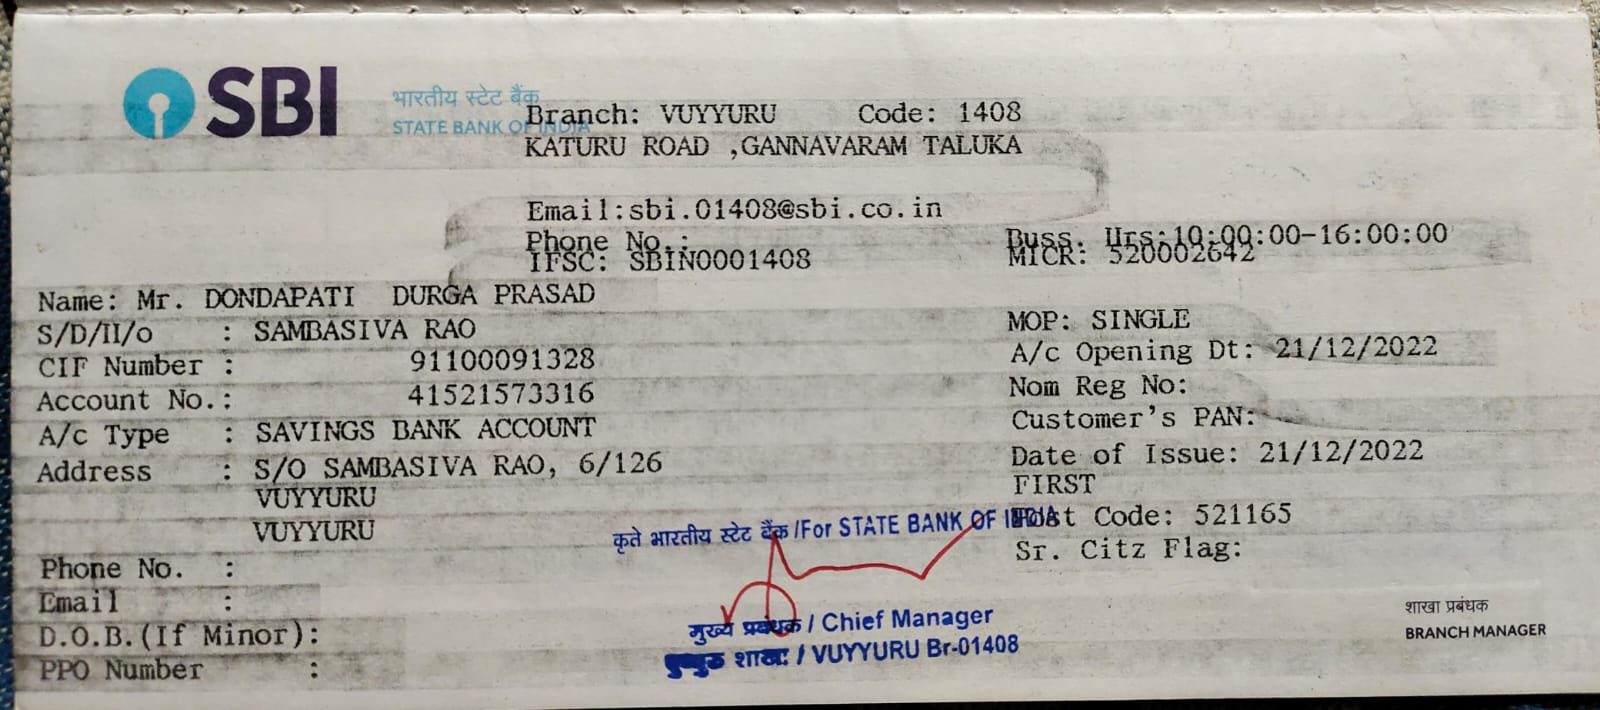 SBI
भारतीय स्टेट बैंक
STATE BANK OF INDIA
Branch: VUYYURU Code: 1408
KATURU ROAD ,GANNAVARAM TALUKA
Email:sbi.01408@sbi.co.in
Phone No.:
Buss. Hrs:10:00:00-16:00:00
IFSC: SBIN0001408
MICR: 520002642
Name: Mr. DONDAPATI DURGA PRASAD
S/D/H/o : SAMBASIVA RAO
MOP: SINGLE
CIF Number : 91100091328
A/c Opening Dt: 21/12/2022
Account No.: 41521573316
Nom Reg No:
A/c Type : SAVINGS BANK ACCOUNT
Customer's PAN:
Address : S/O SAMBASIVA RAO, 6/126
Date of Issue: 21/12/2022
VUYYURU
FIRST
VUYYURU
Post Code: 521165
कृते भारतीय स्टेट बैंक /For STATE BANK OF INDIA
Sr. Citz Flag:
Phone No. :
Email :
D.O.B.(If Minor):
PPO Number :
मुख्य प्रबंधक / Chief Manager
शाखा: / VUYYURU Br-01408
शाखा प्रबंधक
BRANCH MANAGER